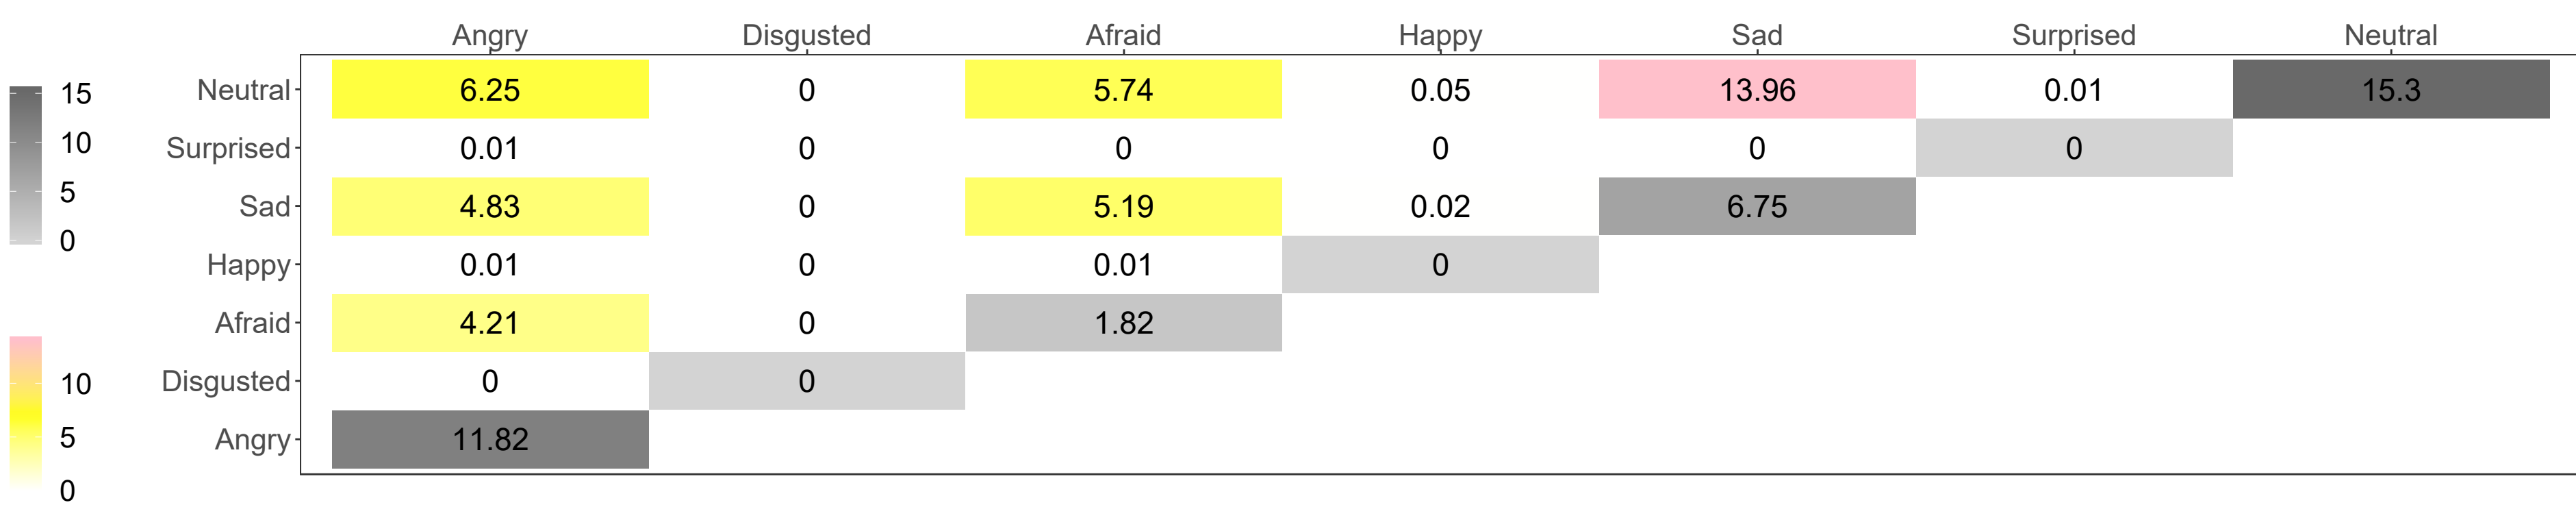 Angry Disgusted Afraid Happy Sad Surprised Neutral
15
10
5
0
10
5
0
Neutral 6.25 0 5.74 0.05 13.96 0.01 15.3
Surprised 0.01 0 0 0 0 0
Sad 4.83 0 5.19 0.02 6.75
Happy 0.01 0 0.01 0
Afraid 4.21 0 1.82
Disgusted 0 0
Angry 11.82